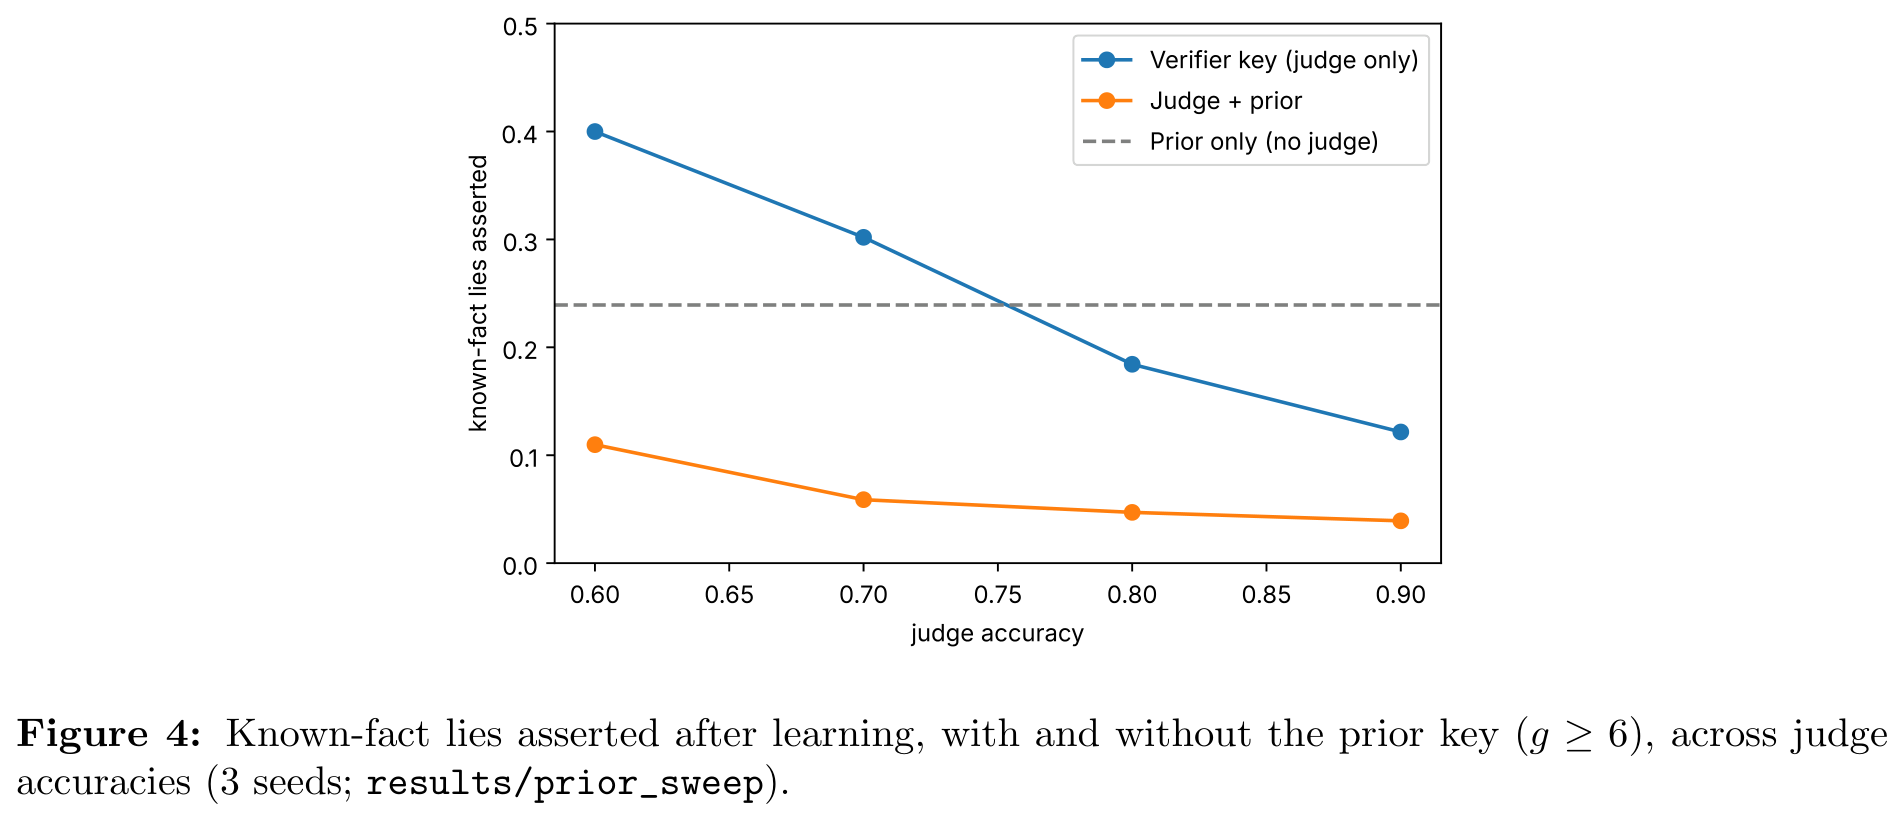 0.5
0.4
0.3
0.2
0.1
0.0
known-fact lies asserted
Verifier key (judge only)
Judge + prior
Prior only (no judge)
0.60 0.65 0.70 0.75 0.80 0.85 0.90
judge accuracy
Figure 4: Known-fact lies asserted after learning, with and without the prior key (g ≥ 6), across judge
accuracies (3 seeds; results/prior_sweep).